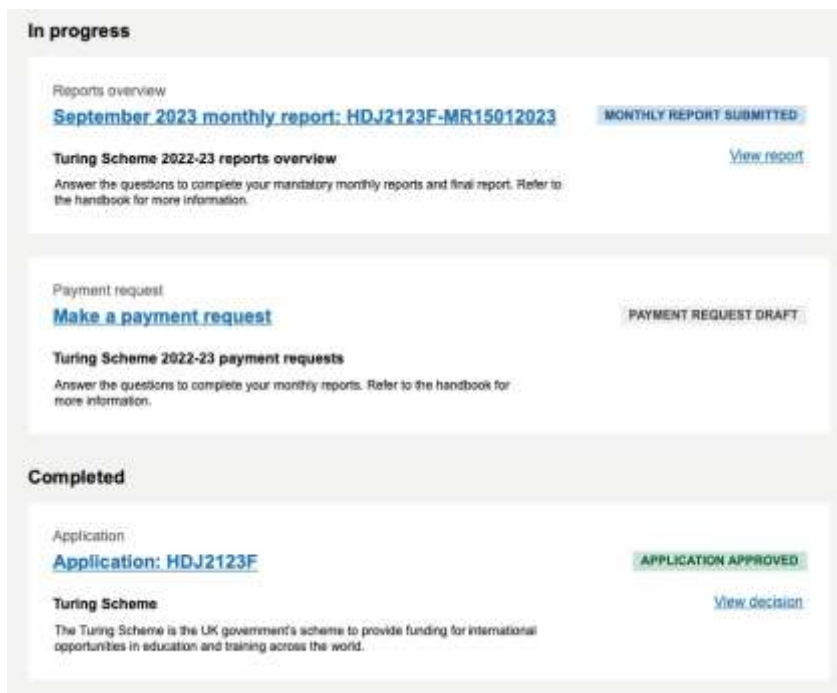 In progress
Reports overview
September 2023 monthly report: HDJ2123F-MR15012023
MONTHLY REPORT SUBMITTED
Turing Scheme 2022-23 reports overview
View report
Answer the questions to complete your mandatory monthly reports and final report. Refer to
the handbook for more information.
Payment request
Make a payment request
PAYMENT REQUEST DRAFT
Turing Scheme 2022-23 payment requests
Answer the questions to complete your monthly reports. Refer to the handbook for
more information.
Completed
Application
Application: HDJ2123F
APPLICATION APPROVED
Turing Scheme
View decision
The Turing Scheme is the UK government's scheme to provide funding for international
opportunities in education and training across the world.